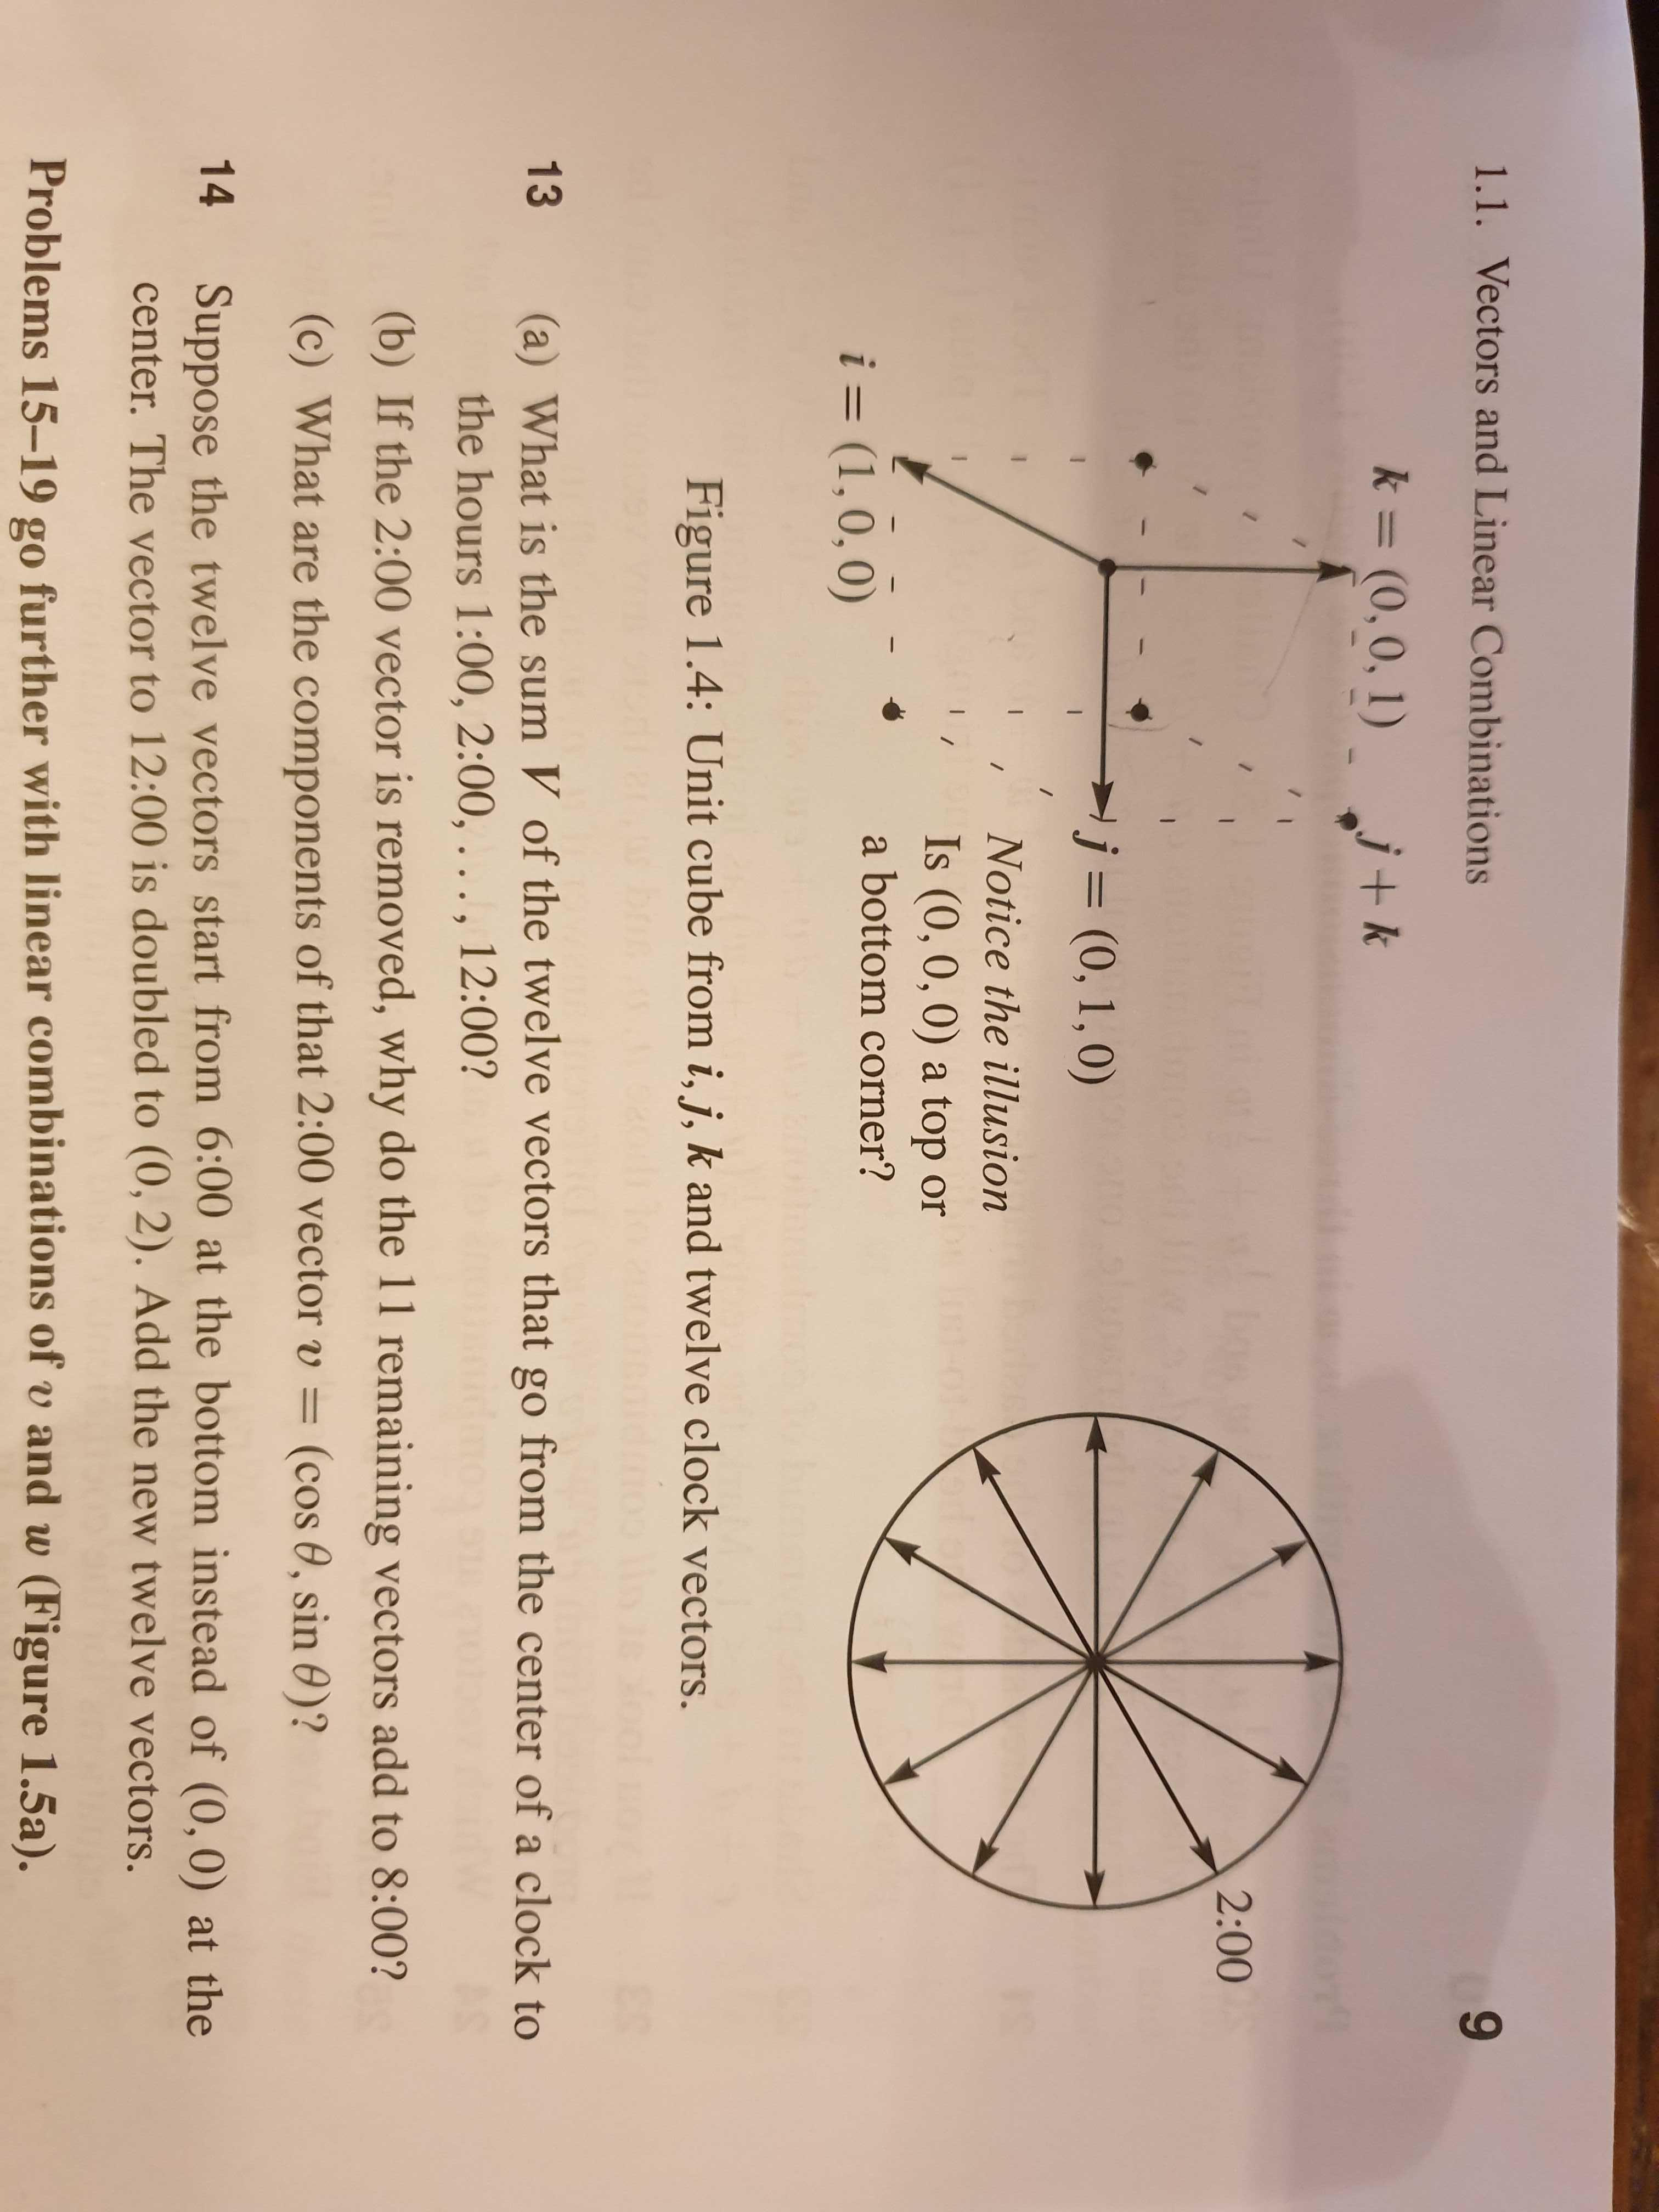 1.1. Vectors and Linear Combinations
9
k = (0, 0, 1)
j + k
2:00
j = (0, 1, 0)
Notice the illusion
Is (0, 0, 0) a top or
a bottom corner?
i = (1, 0, 0)
Figure 1.4: Unit cube from i, j, k and twelve clock vectors.
13 (a) What is the sum V of the twelve vectors that go from the center of a clock to
the hours 1:00, 2:00, . . . , 12:00?
(b) If the 2:00 vector is removed, why do the 11 remaining vectors add to 8:00?
(c) What are the components of that 2:00 vector v = (cos θ, sin θ)?
14 Suppose the twelve vectors start from 6:00 at the bottom instead of (0, 0) at the
center. The vector to 12:00 is doubled to (0, 2). Add the new twelve vectors.
Problems 15–19 go further with linear combinations of v and w (Figure 1.5a).